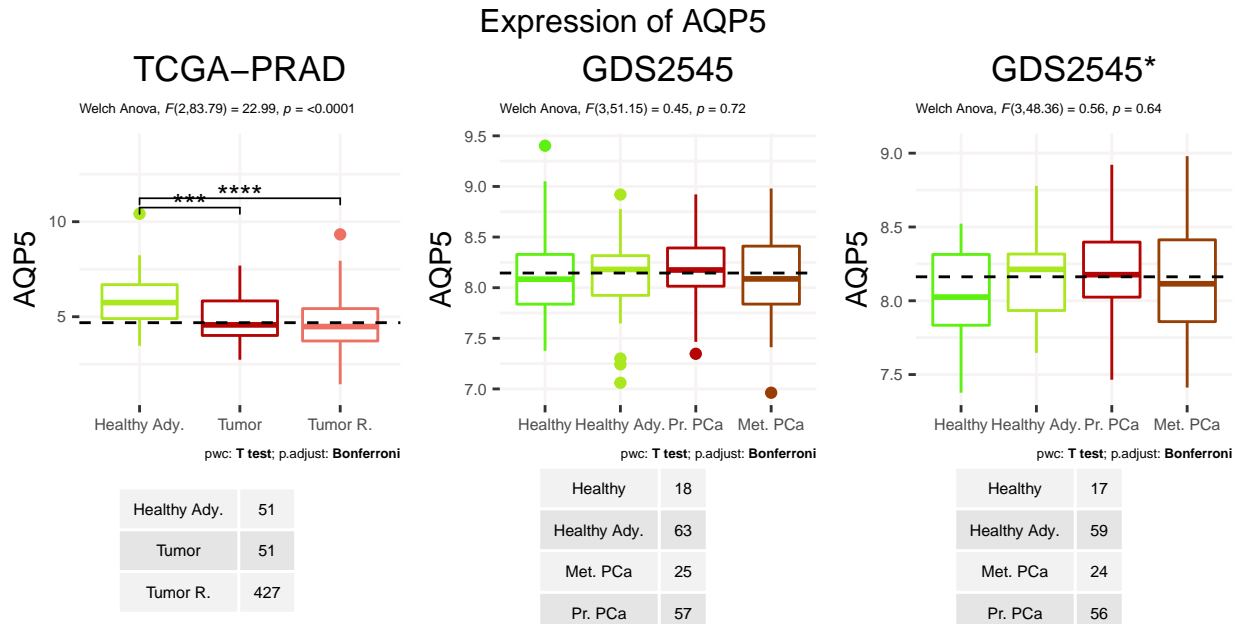 Expression of AQP5
TCGA−PRAD
Welch Anova, F(2,83.79) = 22.99, p = <0.0001
AQP5
10
5
***
****
Healthy Ady.
Tumor
Tumor R.
pwc: T test; p.adjust: Bonferroni
Healthy Ady. 51
Tumor 51
Tumor R. 427
GDS2545
Welch Anova, F(3,51.15) = 0.45, p = 0.72
AQP5
9.5
9.0
8.5
8.0
7.5
7.0
Healthy
Healthy Ady.
Pr. PCa
Met. PCa
pwc: T test; p.adjust: Bonferroni
Healthy 18
Healthy Ady. 63
Met. PCa 25
Pr. PCa 57
GDS2545*
Welch Anova, F(3,48.36) = 0.56, p = 0.64
AQP5
9.0
8.5
8.0
7.5
Healthy
Healthy Ady.
Pr. PCa
Met. PCa
pwc: T test; p.adjust: Bonferroni
Healthy 17
Healthy Ady. 59
Met. PCa 24
Pr. PCa 56